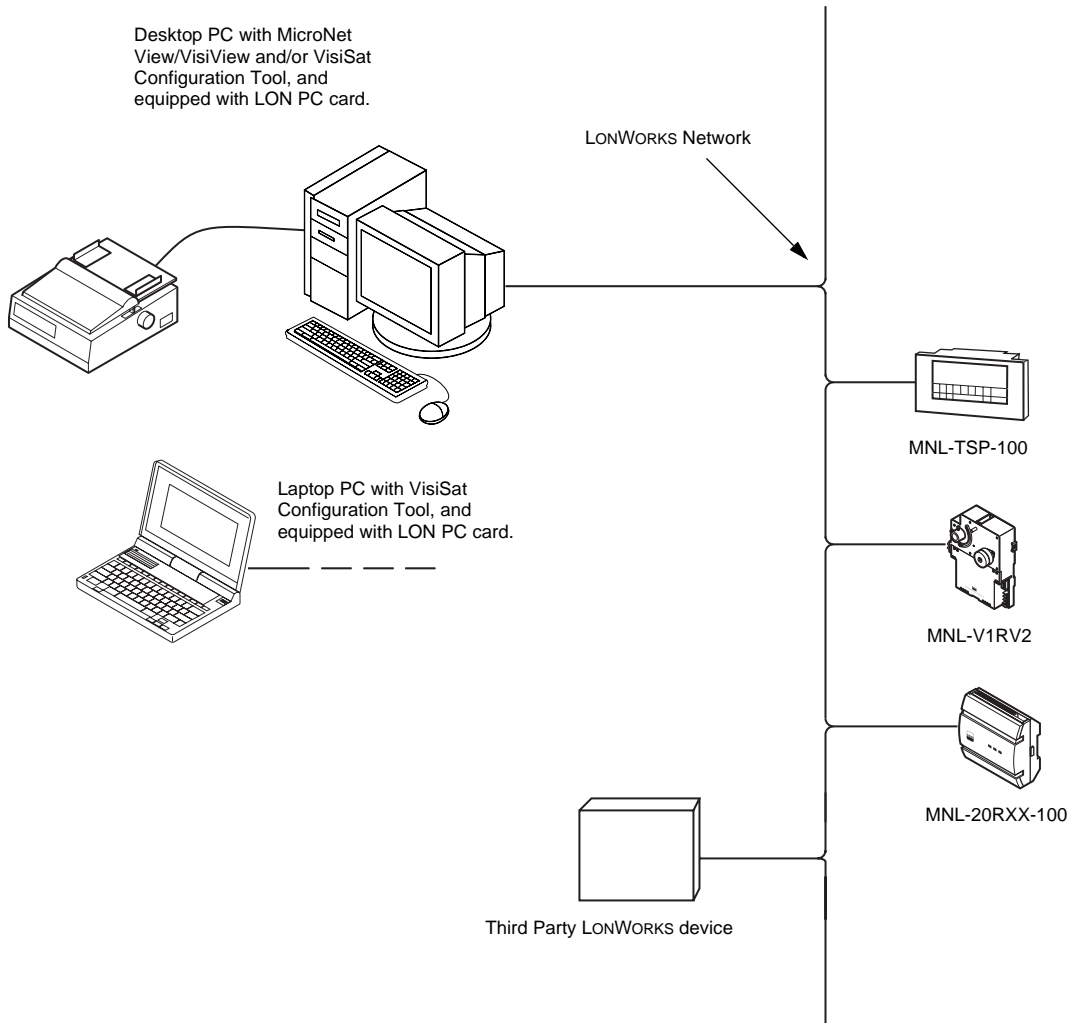 Desktop PC with MicroNet
View/VisiView and/or VisiSat
Configuration Tool, and
equipped with LON PC card.
LONWORKS Network
MNL-TSP-100
Laptop PC with VisiSat
Configuration Tool, and
equipped with LON PC card.
MNL-V1RV2
MNL-20RXX-100
Third Party LONWORKS device